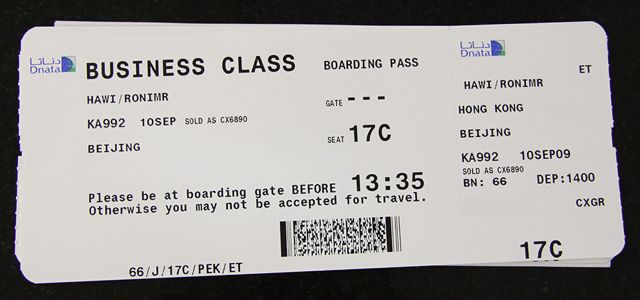 دناتا
Dnata
BUSINESS CLASS
BOARDING PASS
HAWI/RONIMR
GATE ---
KA992 10SEP SOLD AS CX6890
SEAT 17C
BEIJING
Please be at boarding gate BEFORE 13:35
Otherwise you may not be accepted for travel.
66/J/17C/PEK/ET
دناتا
Dnata
HAWI/RONIMR ET
HONG KONG
BEIJING
KA992 10SEP09
SOLD AS CX6890
BN: 66 DEP:1400
CXGR
17C